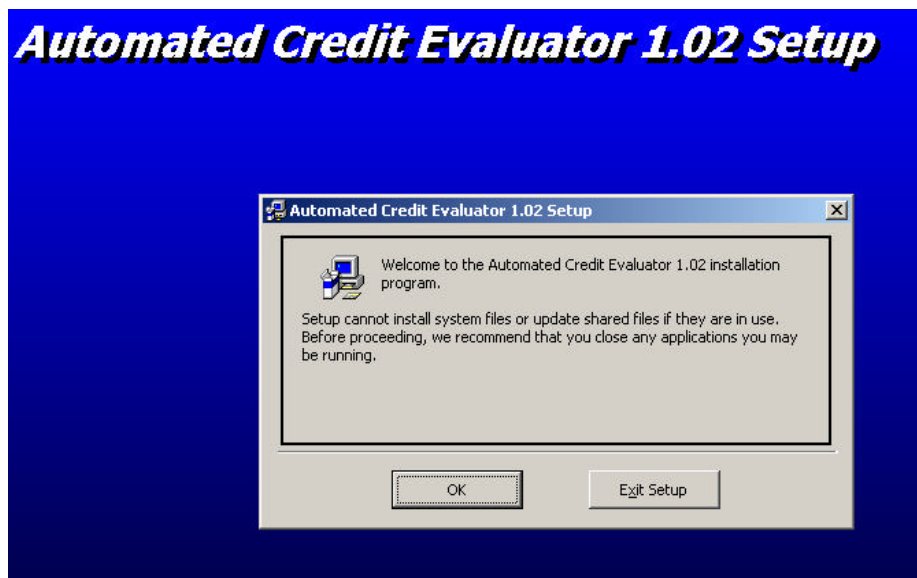 Automated Credit Evaluator 1.02 Setup
Automated Credit Evaluator 1.02 Setup
Welcome to the Automated Credit Evaluator 1.02 installation
program.
Setup cannot install system files or update shared files if they are in use.
Before proceeding, we recommend that you close any applications you may
be running.
OK
Exit Setup